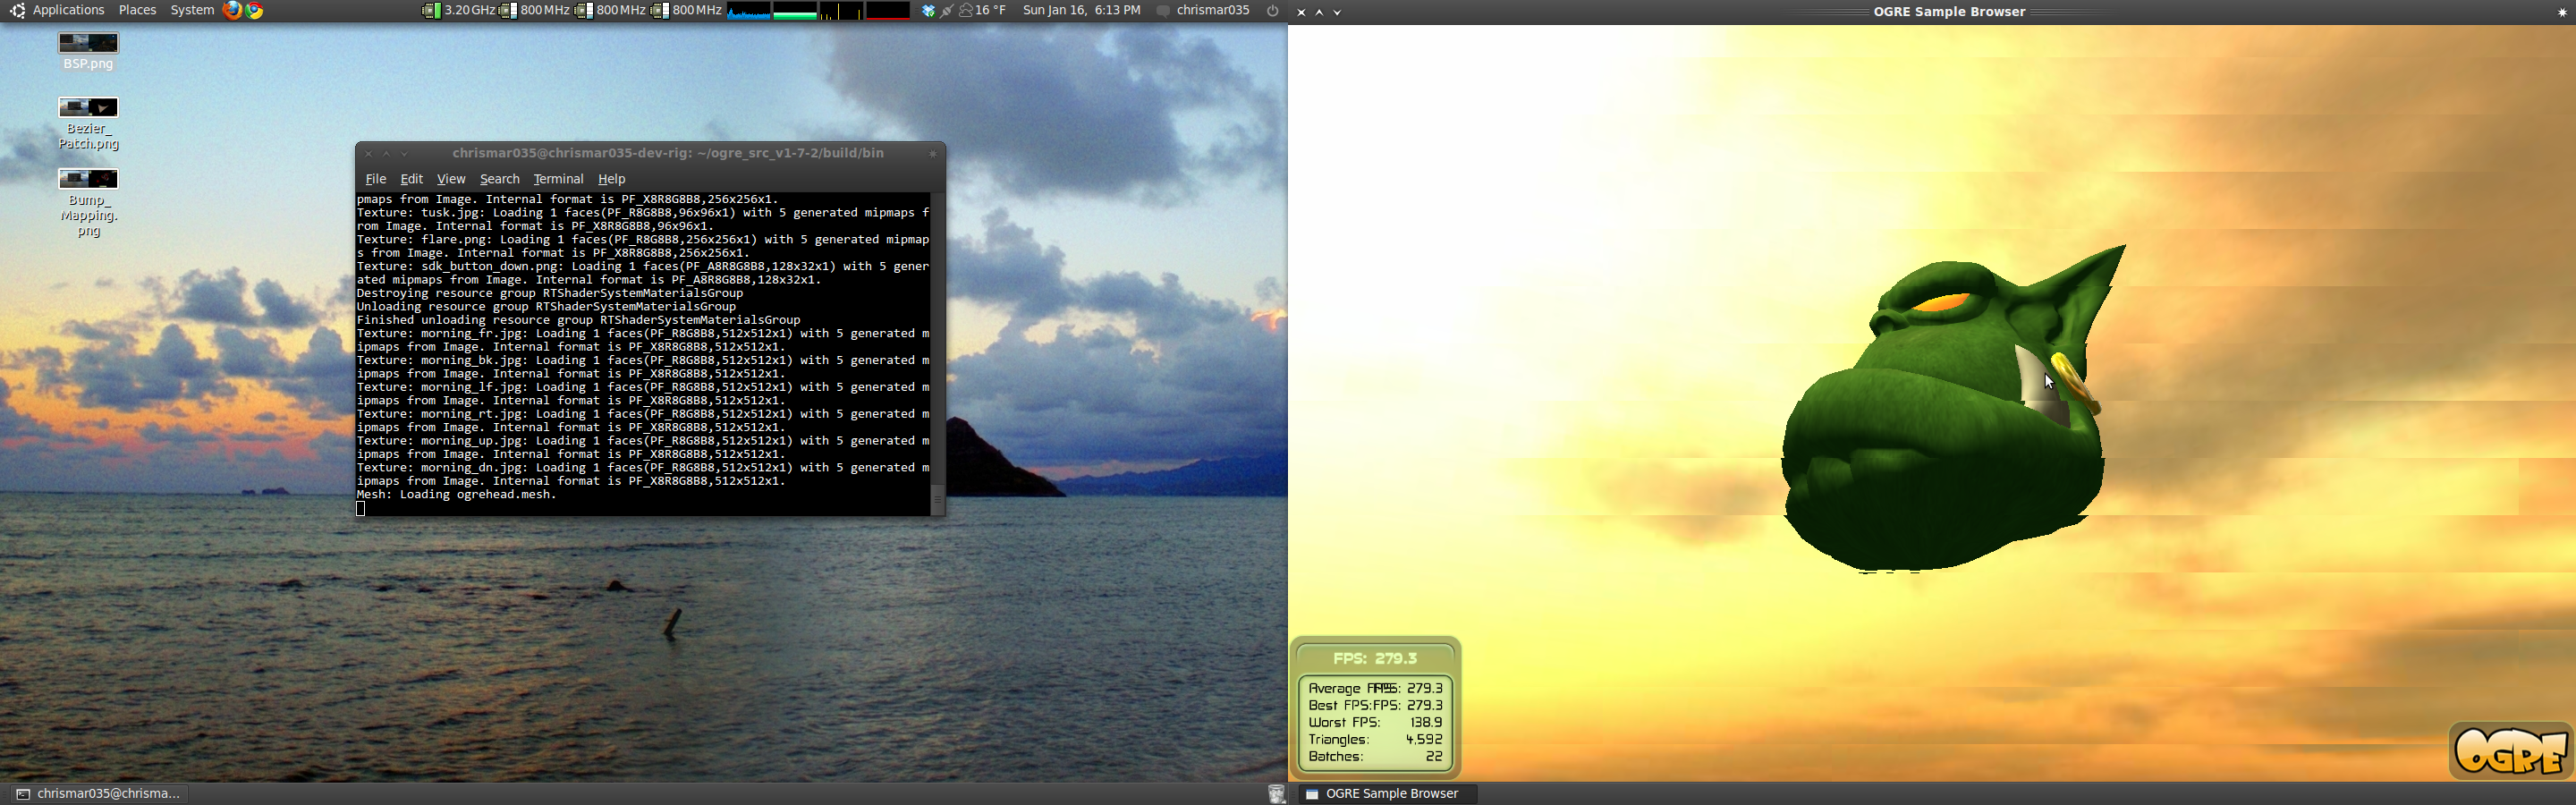 Applications Places System 3.20 GHz 800 MHz 800 MHz 800 MHz 16 °F Sun Jan 16, 6:13 PM chrismar035
OGRE Sample Browser
BSP.png
Bezier_
Patch.png
Bump_
Mapping.
png
chrismar035@chrismar035-dev-rig: ~/ogre_src_v1-7-2/build/bin
File Edit View Search Terminal Help
pmaps from Image. Internal format is PF_X8R8G8B8,256x256x1.
Texture: tusk.jpg: Loading 1 faces(PF_R8G8B8,96x96x1) with 5 generated mipmaps f
rom Image. Internal format is PF_X8R8G8B8,96x96x1.
Texture: flare.png: Loading 1 faces(PF_R8G8B8,256x256x1) with 5 generated mipmap
s from Image. Internal format is PF_X8R8G8B8,256x256x1.
Texture: sdk_button_down.png: Loading 1 faces(PF_A8R8G8B8,128x32x1) with 5 gener
ated mipmaps from Image. Internal format is PF_A8R8G8B8,128x32x1.
Destroying resource group RTShaderSystemMaterialsGroup
Unloading resource group RTShaderSystemMaterialsGroup
Finished unloading resource group RTShaderSystemMaterialsGroup
Texture: morning_fr.jpg: Loading 1 faces(PF_R8G8B8,512x512x1) with 5 generated m
ipmaps from Image. Internal format is PF_X8R8G8B8,512x512x1.
Texture: morning_bk.jpg: Loading 1 faces(PF_R8G8B8,512x512x1) with 5 generated m
ipmaps from Image. Internal format is PF_X8R8G8B8,512x512x1.
Texture: morning_lf.jpg: Loading 1 faces(PF_R8G8B8,512x512x1) with 5 generated m
ipmaps from Image. Internal format is PF_X8R8G8B8,512x512x1.
Texture: morning_rt.jpg: Loading 1 faces(PF_R8G8B8,512x512x1) with 5 generated m
ipmaps from Image. Internal format is PF_X8R8G8B8,512x512x1.
Texture: morning_up.jpg: Loading 1 faces(PF_R8G8B8,512x512x1) with 5 generated m
ipmaps from Image. Internal format is PF_X8R8G8B8,512x512x1.
Texture: morning_dn.jpg: Loading 1 faces(PF_R8G8B8,512x512x1) with 5 generated m
ipmaps from Image. Internal format is PF_X8R8G8B8,512x512x1.
Mesh: Loading ogrehead.mesh.
FPS: 279.3
Average FPS: 279.3
Best FPS:FPS: 279.3
Worst FPS: 138.9
Triangles: 4,592
Batches: 22
OGRE
chrismar035@chrisma...
OGRE Sample Browser